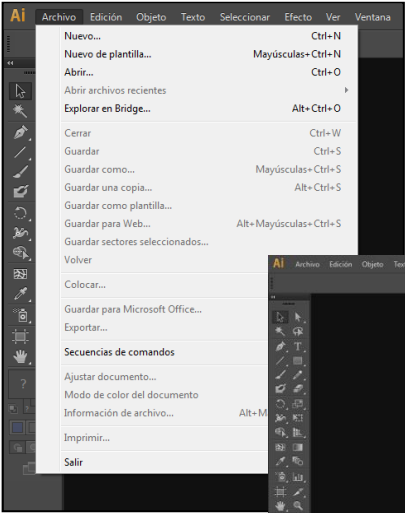 Ai Archivo Edición Objeto Texto Seleccionar Efecto Ver Ventana
Nuevo... Ctrl+N
Nuevo de plantilla... Mayúsculas+Ctrl+N
Abrir... Ctrl+O
Abrir archivos recientes
Explorar en Bridge... Alt+Ctrl+O
Cerrar Ctrl+W
Guardar Ctrl+S
Guardar como... Mayúsculas+Ctrl+S
Guardar una copia... Alt+Ctrl+S
Guardar como plantilla...
Guardar para Web... Alt+Mayúsculas+Ctrl+S
Guardar sectores seleccionados...
Volver
Ai Archivo Edición Objeto Tex
Colocar...
Guardar para Microsoft Office...
Exportar...
Secuencias de comandos
Ajustar documento...
Modo de color del documento
Información de archivo... Alt+M
Imprimir...
Salir